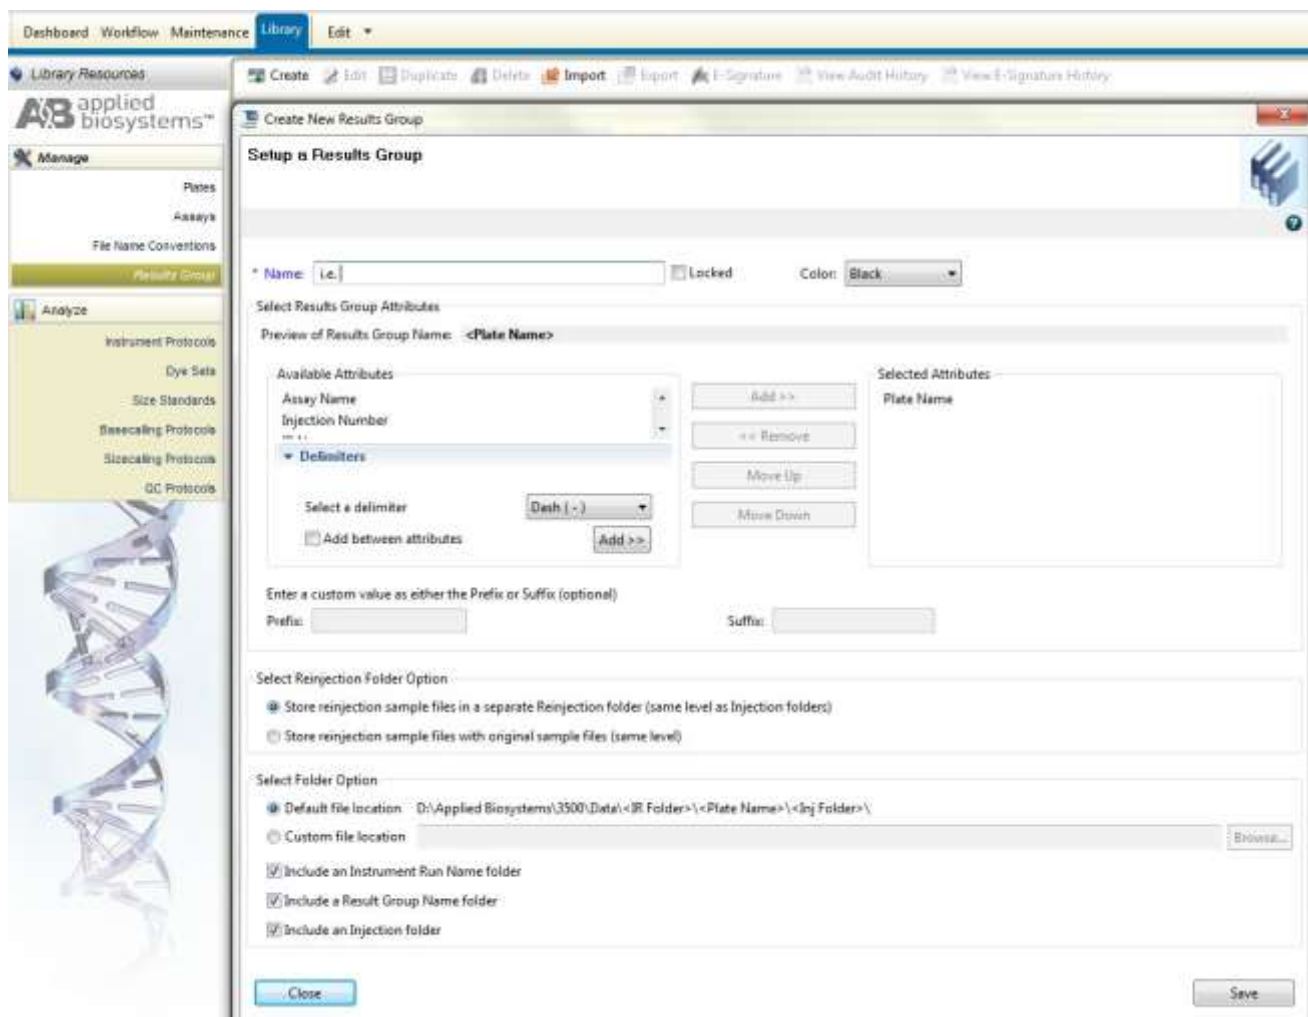 Dashboard Workflow Maintenance Library Edit
Library Resources
Create Edit Duplicate Delete Import Export E-Signature View Audit History View E-Signature History
AB applied biosystems™
Create New Results Group
Manage
Setup a Results Group
Plates
Assays
File Name Conventions
Results Group
* Name: i.e. Locked Color: Black
Analyze
Select Results Group Attributes
Instrument Protocols
Preview of Results Group Name: <Plate Name>
Dye Sets
Available Attributes
Selected Attributes
Size Standards
Assay Name
Add >>
Plate Name
Injection Number
Basecalling Protocols
<< Remove
Delimiters
Sizecalling Protocols
Move Up
QC Protocols
Select a delimiter Dash ( - )
Move Down
Add between attributes Add >>
Enter a custom value as either the Prefix or Suffix (optional)
Prefix: Suffix:
Select Reinjection Folder Option
Store reinjection sample files in a separate Reinjection folder (same level as Injection folders)
Store reinjection sample files with original sample files (same level)
Select Folder Option
Default file location D:\Applied Biosystems\3500\Data\<IR Folder>\<Plate Name>\<Inj Folder>\
Custom file location Browse...
Include an Instrument Run Name folder
Include a Result Group Name folder
Include an Injection folder
Close Save